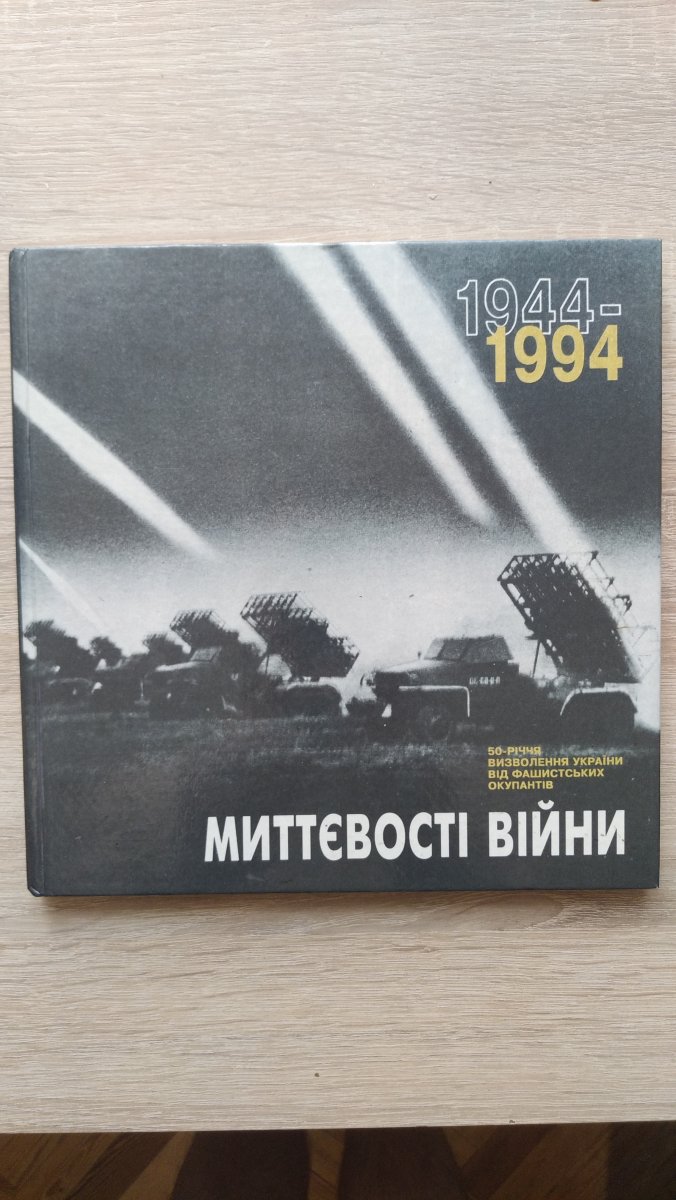 1944-
1994
50-РІЧЧЯ
ВИЗВОЛЕННЯ УКРАЇНИ
ВІД ФАШИСТСЬКИХ
ОКУПАНТІВ
МИТТЄВОСТІ ВІЙНИ